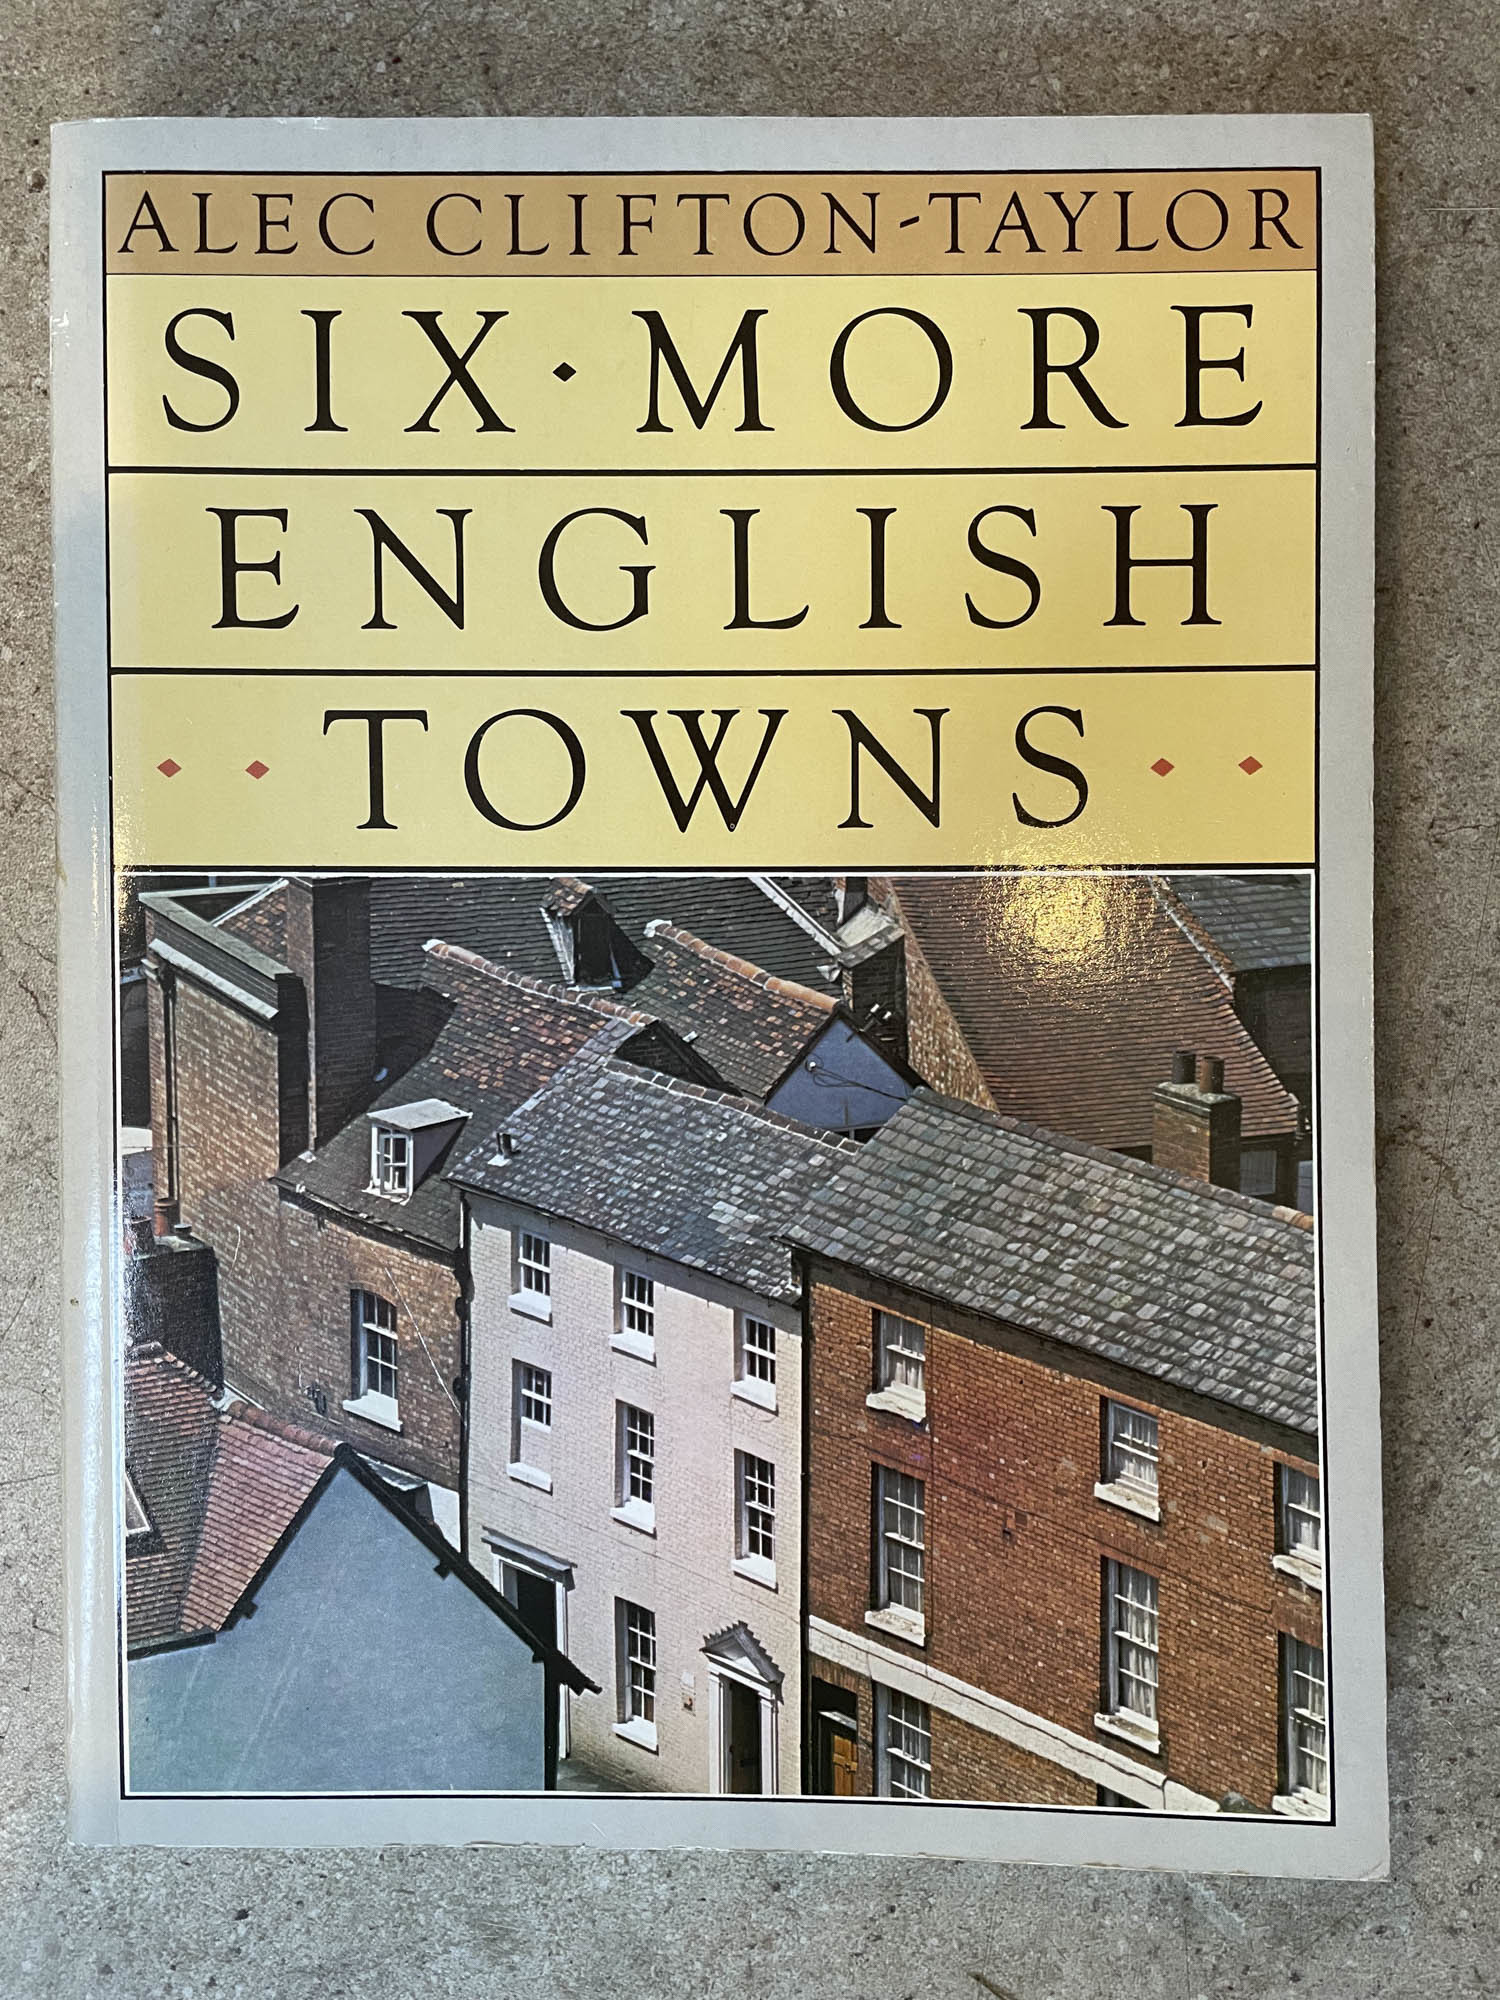 ALEC CLIFTON-TAYLOR
SIX · MORE
ENGLISH
· · TOWNS · ·